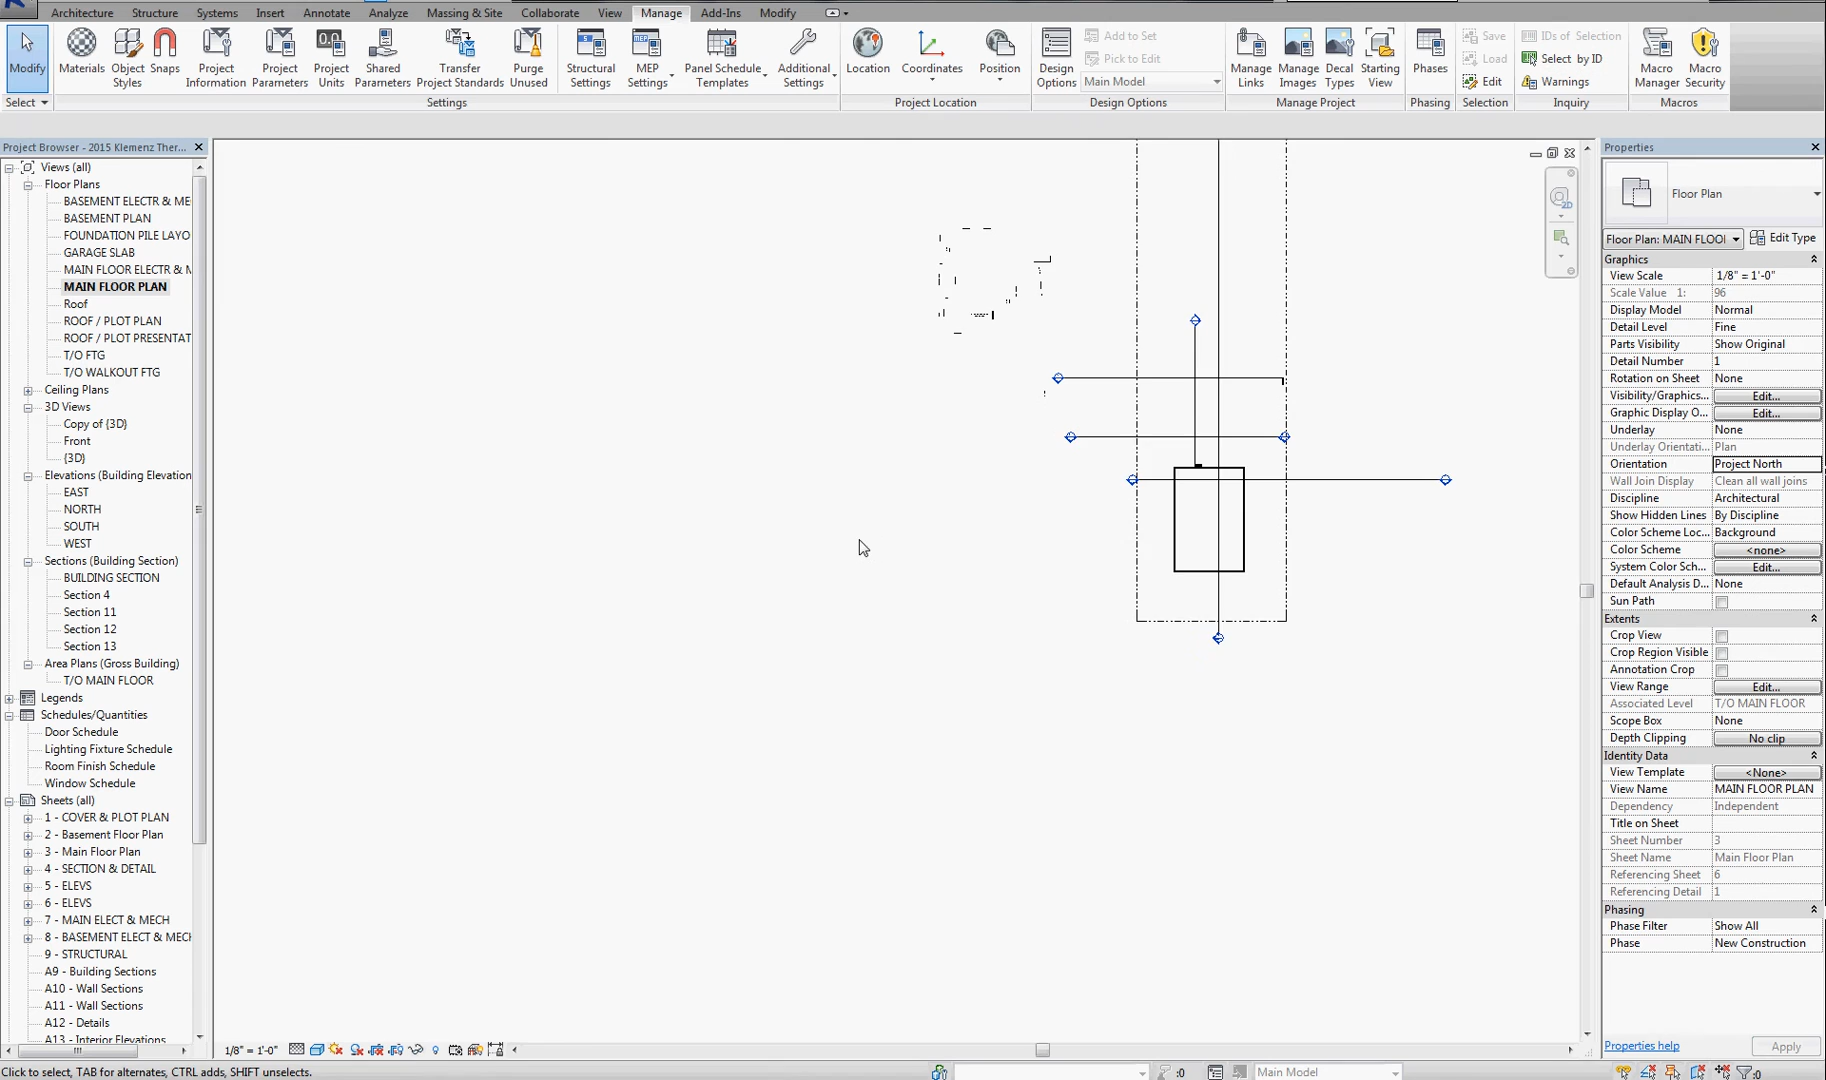 Architecture Structure Systems Insert Annotate Analyze Massing & Site Collaborate View Manage Add-Ins Modify
Modify
Materials
Object Styles
Snaps
Project Information
Project Parameters
Project Units
Shared Parameters
Transfer Project Standards
Purge Unused
Structural Settings
MEP Settings
Panel Schedule Templates
Additional Settings
Location
Coordinates
Position
Design Options
Add to Set
Pick to Edit
Main Model
Manage Links
Manage Images
Decal Types
Starting View
Phases
Save
Load
Edit
IDs of Selection
Select by ID
Warnings
Macro Manager
Macro Security
Select
Settings
Project Location
Design Options
Manage Project
Phasing
Selection
Inquiry
Macros
Project Browser - 2015 Klemenz Ther...
Views (all)
Floor Plans
BASEMENT ELECTR & ME
BASEMENT PLAN
FOUNDATION PILE LAYO
GARAGE SLAB
MAIN FLOOR ELECTR & M
MAIN FLOOR PLAN
Roof
ROOF / PLOT PLAN
ROOF / PLOT PRESENTAT
T/O FTG
T/O WALKOUT FTG
Ceiling Plans
3D Views
Copy of {3D}
Front
{3D}
Elevations (Building Elevation
EAST
NORTH
SOUTH
WEST
Sections (Building Section)
BUILDING SECTION
Section 4
Section 11
Section 12
Section 13
Area Plans (Gross Building)
T/O MAIN FLOOR
Legends
Schedules/Quantities
Door Schedule
Lighting Fixture Schedule
Room Finish Schedule
Window Schedule
Sheets (all)
1 - COVER & PLOT PLAN
2 - Basement Floor Plan
3 - Main Floor Plan
4 - SECTION & DETAIL
5 - ELEVS
6 - ELEVS
7 - MAIN ELECT & MECH
8 - BASEMENT ELECT & MECH
9 - STRUCTURAL
A9 - Building Sections
A10 - Wall Sections
A11 - Wall Sections
A12 - Details
A13 - Interior Elevations
2D
Properties
Floor Plan
Floor Plan: MAIN FLOOI
Edit Type
Graphics
View Scale 1/8" = 1'-0"
Scale Value 1: 96
Display Model Normal
Detail Level Fine
Parts Visibility Show Original
Detail Number 1
Rotation on Sheet None
Visibility/Graphics... Edit...
Graphic Display O... Edit...
Underlay None
Underlay Orientati... Plan
Orientation Project North
Wall Join Display Clean all wall joins
Discipline Architectural
Show Hidden Lines By Discipline
Color Scheme Loc... Background
Color Scheme <none>
System Color Sch... Edit...
Default Analysis D... None
Sun Path
Extents
Crop View
Crop Region Visible
Annotation Crop
View Range Edit...
Associated Level T/O MAIN FLOOR
Scope Box None
Depth Clipping No clip
Identity Data
View Template <None>
View Name MAIN FLOOR PLAN
Dependency Independent
Title on Sheet
Sheet Number 3
Sheet Name Main Floor Plan
Referencing Sheet 6
Referencing Detail 1
Phasing
Phase Filter Show All
Phase New Construction
Properties help
Apply
1/8" = 1'-0"
Click to select, TAB for alternates, CTRL adds, SHIFT unselects.
:0
Main Model
:0